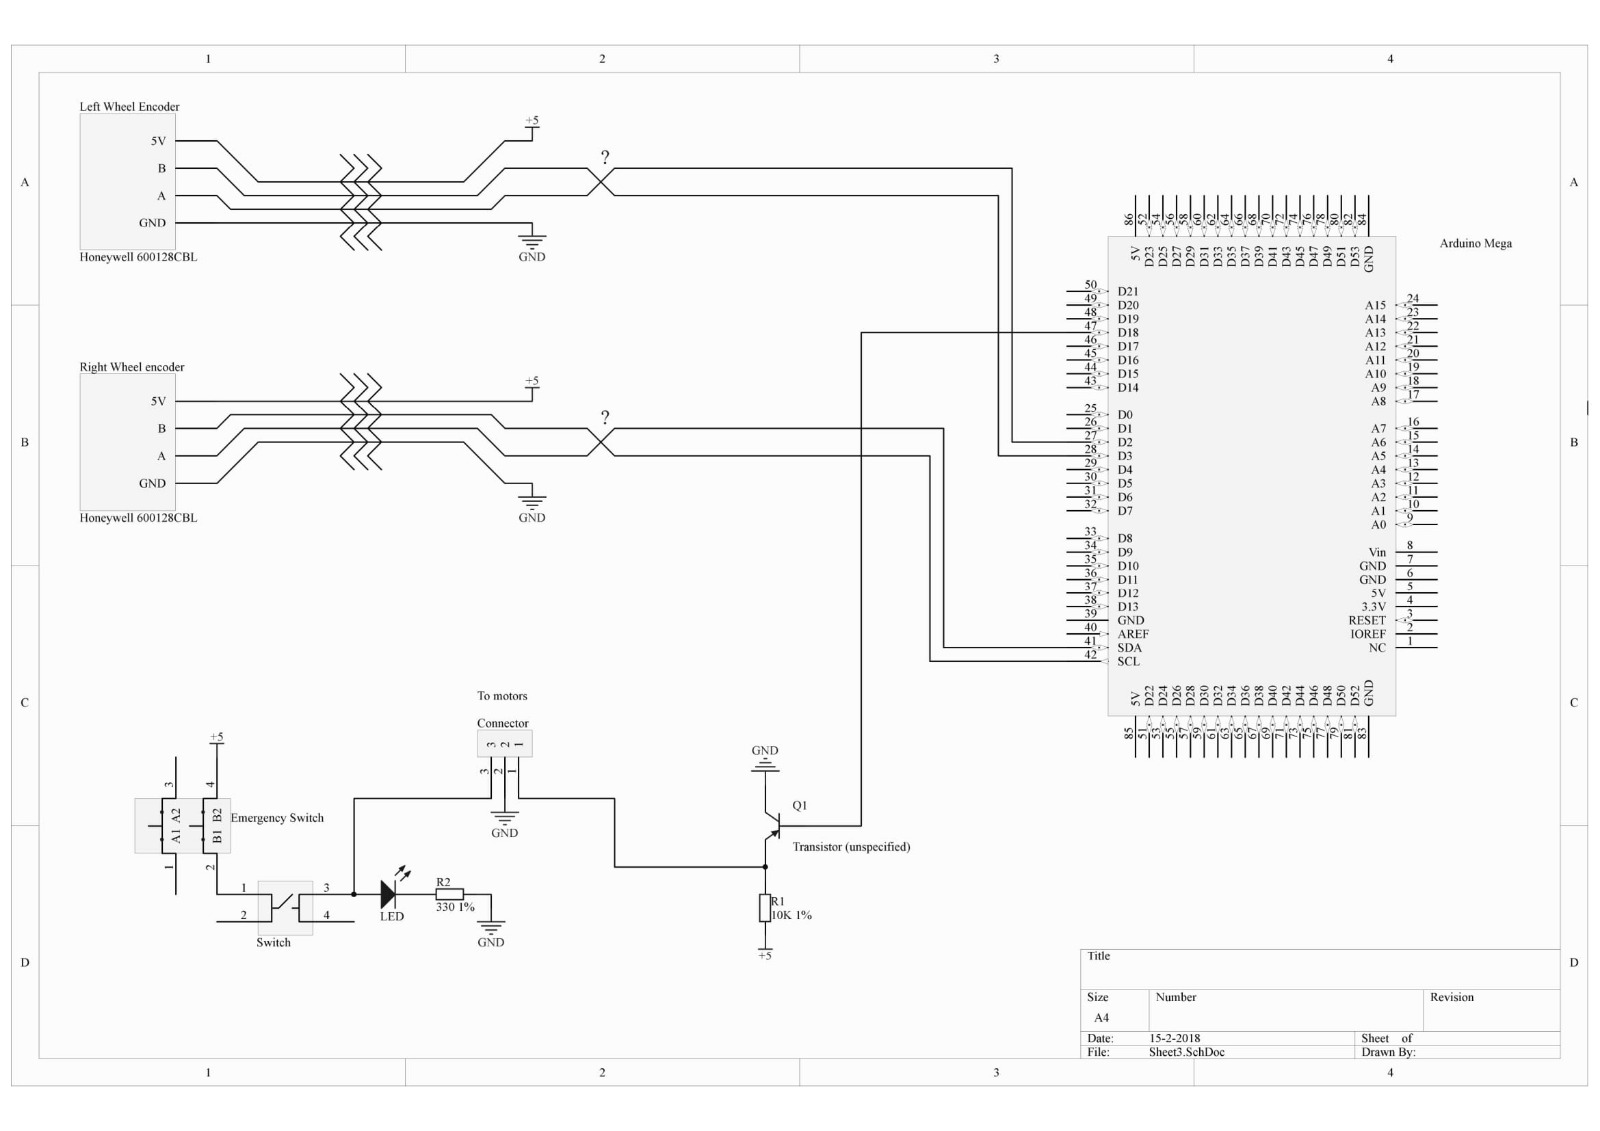 1 2 3 4
A A
B B
C C
D D
Left Wheel Encoder
5V
B
A
GND
Honeywell 600128CBL
+5
?
GND
Right Wheel encoder
5V
B
A
GND
Honeywell 600128CBL
+5
?
GND
Arduino Mega
86 52 54 56 58 60 62 64 66 68 70 72 74 76 78 80 82 84
5V D23 D25 D27 D29 D31 D33 D35 D37 D39 D41 D43 D45 D47 D49 D51 D53 GND
50 D21
49 D20
48 D19
47 D18
46 D17
45 D16
44 D15
43 D14
25 D0
26 D1
27 D2
28 D3
29 D4
30 D5
31 D6
32 D7
33 D8
34 D9
35 D10
36 D11
37 D12
38 D13
39 GND
40 AREF
41 SDA
42 SCL
A15 24
A14 23
A13 22
A12 21
A11 20
A10 19
A9 18
A8 17
A7 16
A6 15
A5 14
A4 13
A3 12
A2 11
A1 10
A0 9
Vin 8
GND 7
GND 6
5V 5
3.3V 4
RESET 3
IOREF 2
NC 1
5V D22 D24 D26 D28 D30 D32 D34 D36 D38 D40 D42 D44 D46 D48 D50 D52 GND
85 51 53 55 57 59 61 63 65 67 69 71 73 75 77 79 81 83
To motors
Connector
3 2 1
3 2 1
GND
+5
3 4
A2 B2
A1 B1
1 2
Emergency Switch
1 3
2 4
Switch
LED
R2
330 1%
GND
GND
Q1
Transistor (unspecified)
R1
10K 1%
+5
Title
Size Number Revision
A4
Date: 15-2-2018 Sheet of
File: Sheet3.SchDoc Drawn By:
1 2 3 4